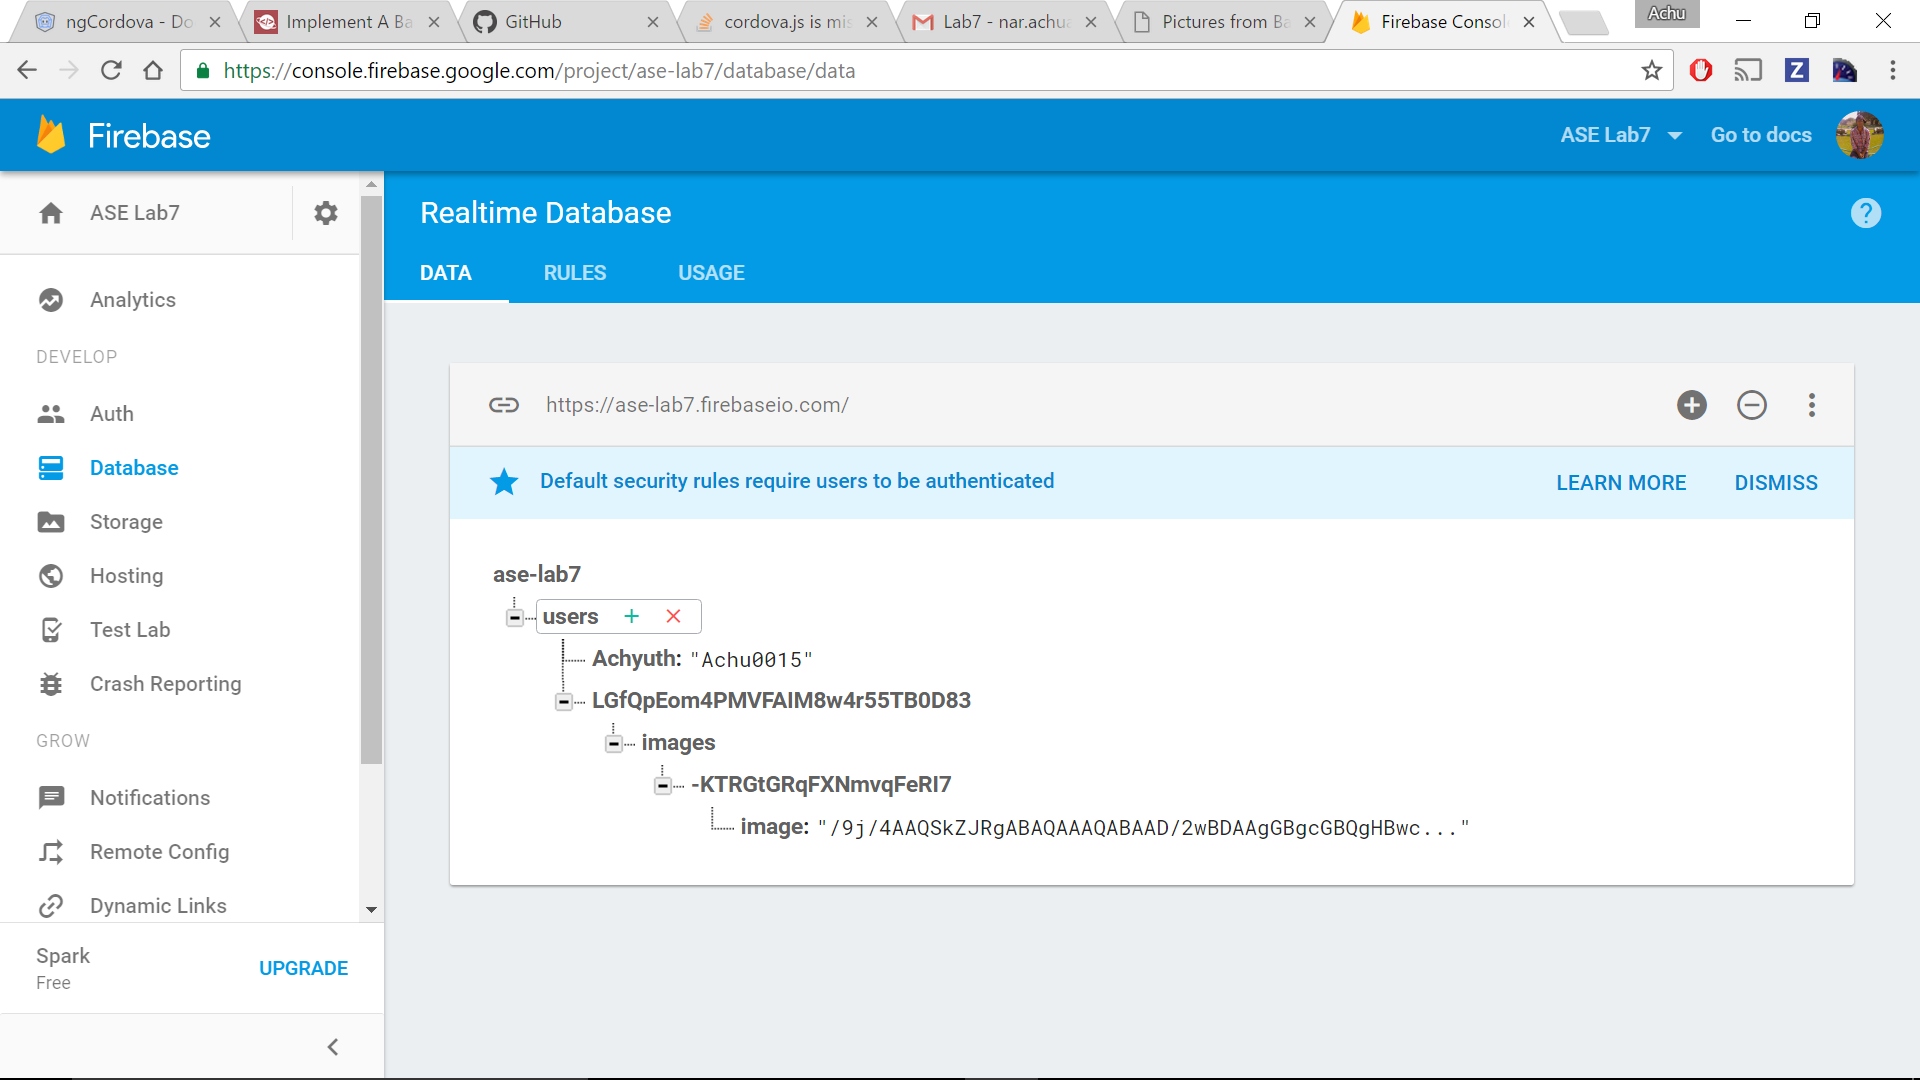 ngCordova - Do
Implement A Ba
GitHub
cordova.js is mis
Lab7 - nar.achua
Pictures from Ba
Firebase Consol
Achu
https://console.firebase.google.com/project/ase-lab7/database/data
Z
Firebase
ASE Lab7
Go to docs
ASE Lab7
Realtime Database
?
DATA
RULES
USAGE
Analytics
DEVELOP
Auth
Database
Storage
Hosting
Test Lab
Crash Reporting
GROW
Notifications
Remote Config
Dynamic Links
Spark
Free
UPGRADE
https://ase-lab7.firebaseio.com/
Default security rules require users to be authenticated
LEARN MORE
DISMISS
ase-lab7
users
Achyuth: "Achu0015"
LGfQpEom4PMVFAIM8w4r55TB0D83
images
-KTRGtGRqFXNmvqFeRI7
image: "/9j/4AAQSkZJRgABAQAAAQABAAD/2wBDAAgGBgcGBQgHBwc..."